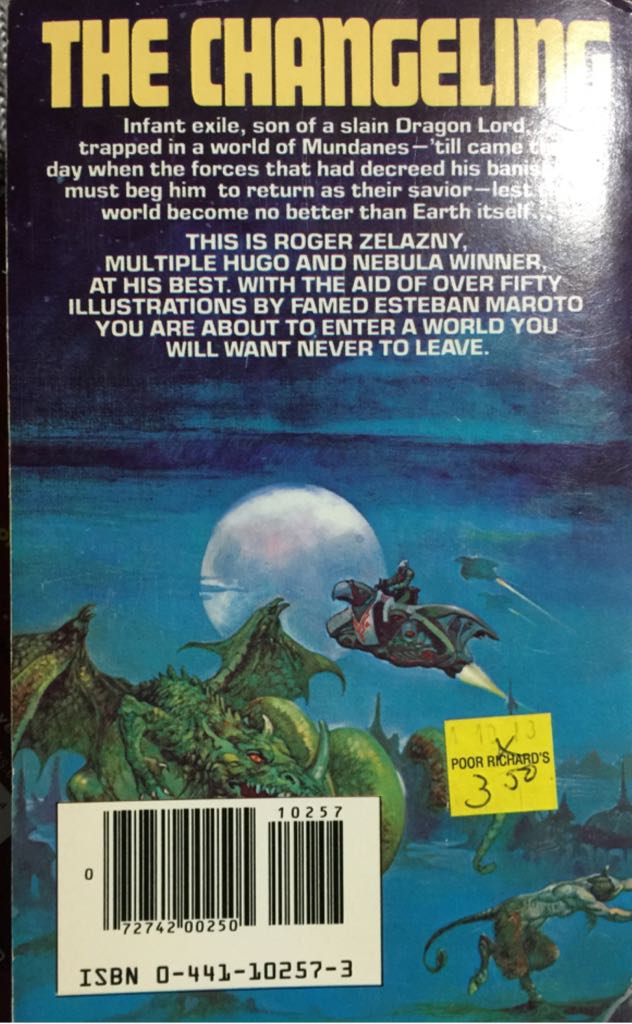 THE CHANGELING
Infant exile, son of a slain Dragon Lord,
trapped in a world of Mundanes—'till came
day when the forces that had decreed his
must beg him to return as their savior—lest
world become no better than Earth itself...
THIS IS ROGER ZELAZNY,
MULTIPLE HUGO AND NEBULA WINNER,
AT HIS BEST. WITH THE AID OF OVER FIFTY
ILLUSTRATIONS BY FAMED ESTEBAN MAROTO
YOU ARE ABOUT TO ENTER A WORLD YOU
WILL WANT NEVER TO LEAVE.
POOR RICHARD'S
3 50
10257
0
72742 00250
ISBN 0-441-10257-3